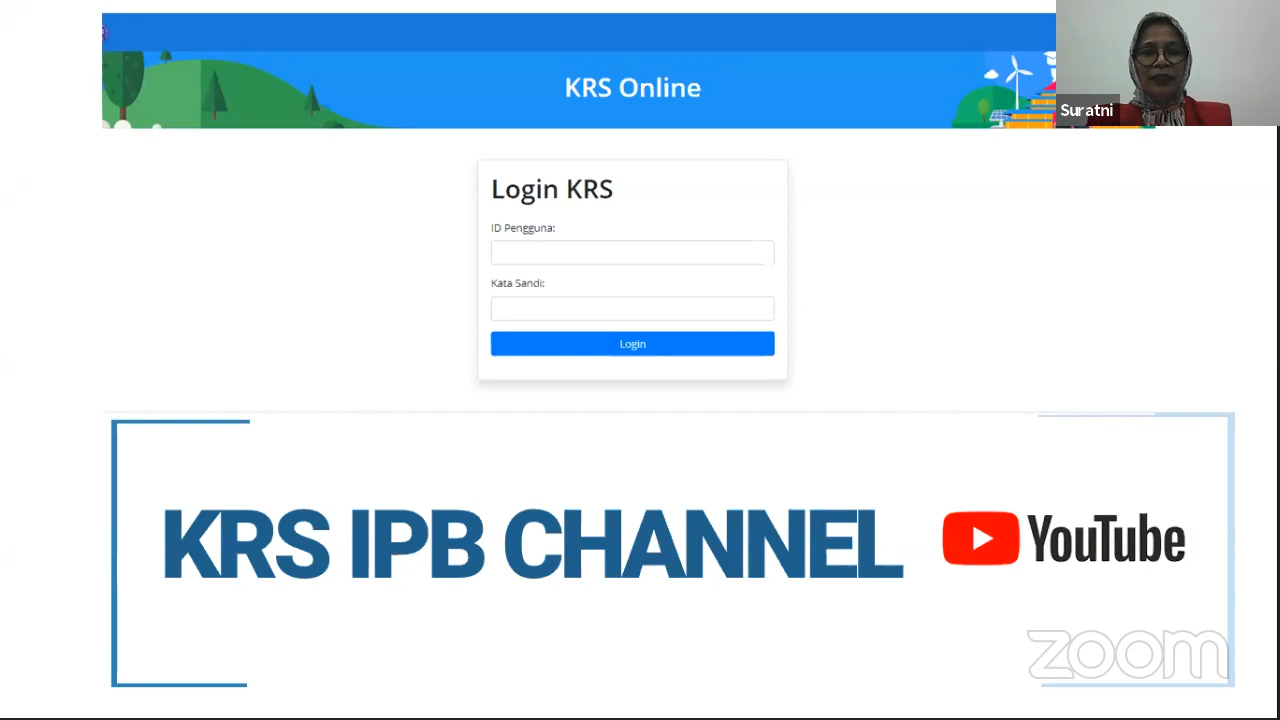 KRS Online
Suratni
Login KRS
ID Pengguna:
Kata Sandi:
Login
KRS IPB CHANNEL
YouTube
zoom